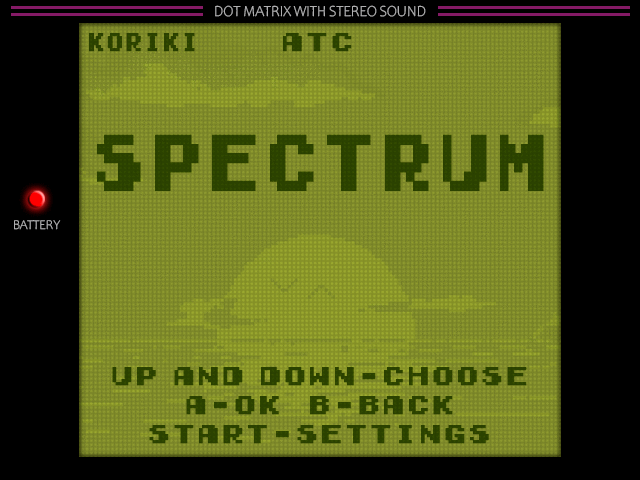 DOT MATRIX WITH STEREO SOUND
KORIKI ATC
SPECTRUM
BATTERY
UP AND DOWN-CHOOSE
A-OK B-BACK
START-SETTINGS